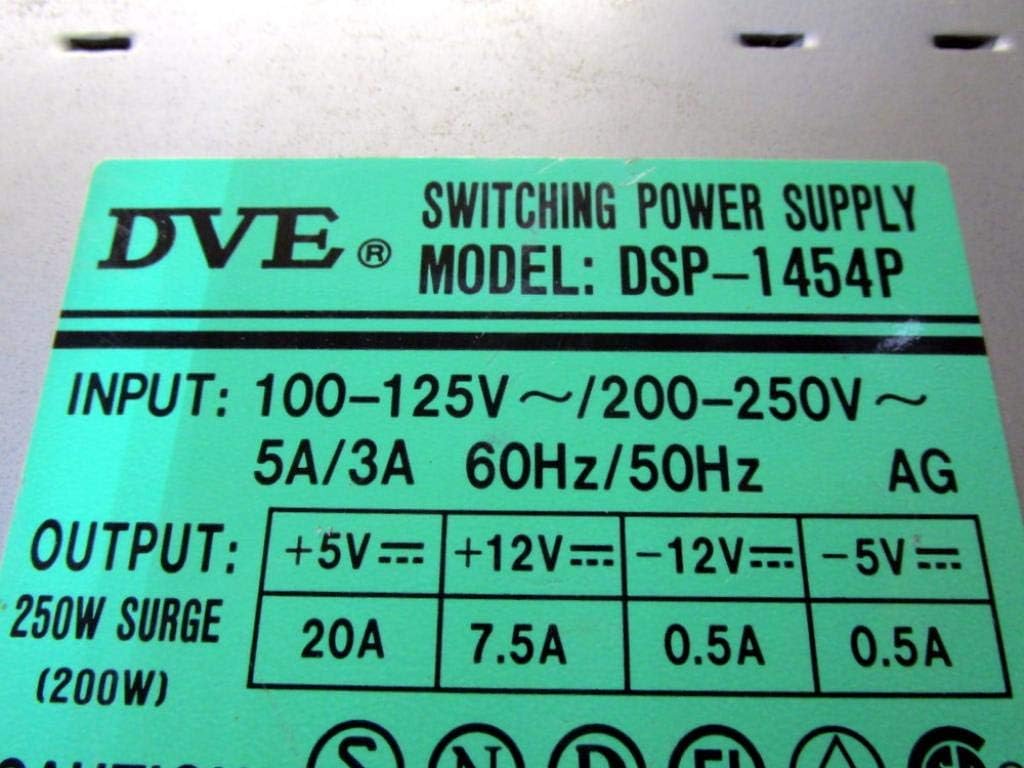 DVE® SWITCHING POWER SUPPLY
MODEL: DSP-1454P
INPUT: 100-125V~/200-250V~
5A/3A 60Hz/50Hz AG
OUTPUT: +5V⎓ +12V⎓ -12V⎓ -5V⎓
250W SURGE 20A 7.5A 0.5A 0.5A
(200W)